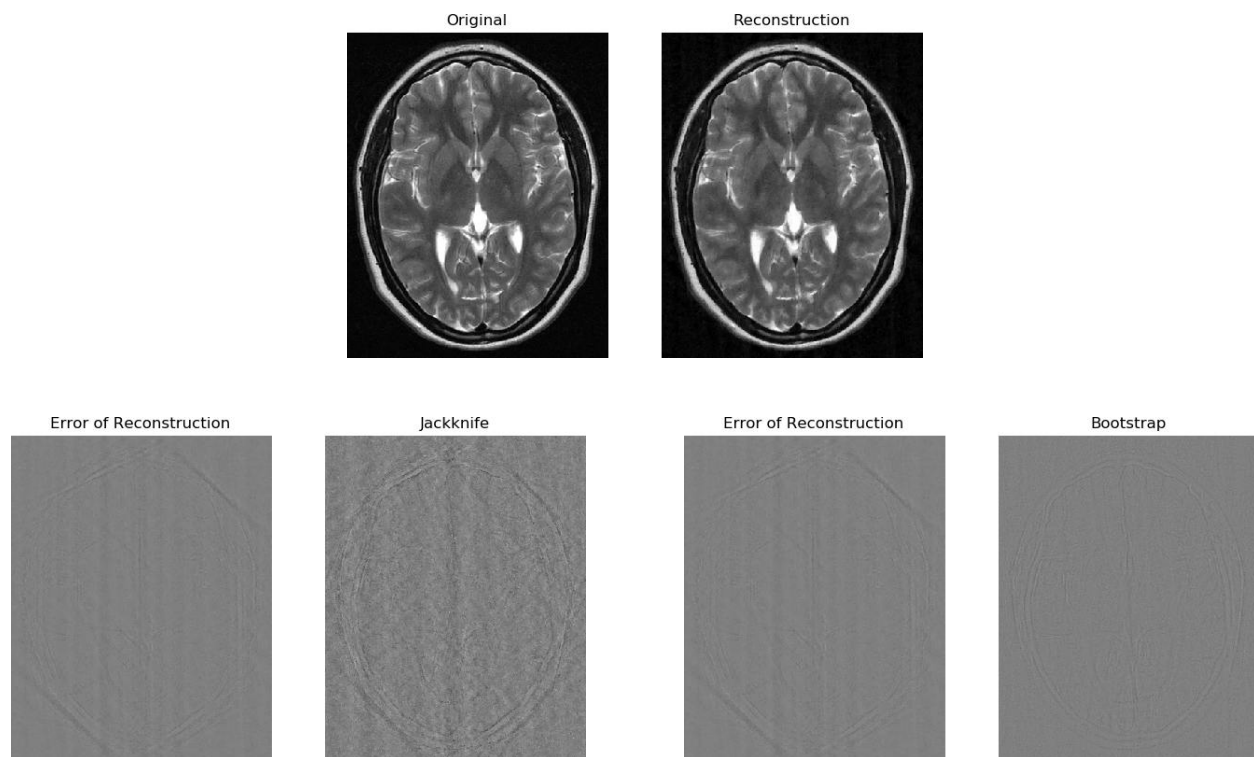 Original
Reconstruction
Error of Reconstruction
Jackknife
Error of Reconstruction
Bootstrap